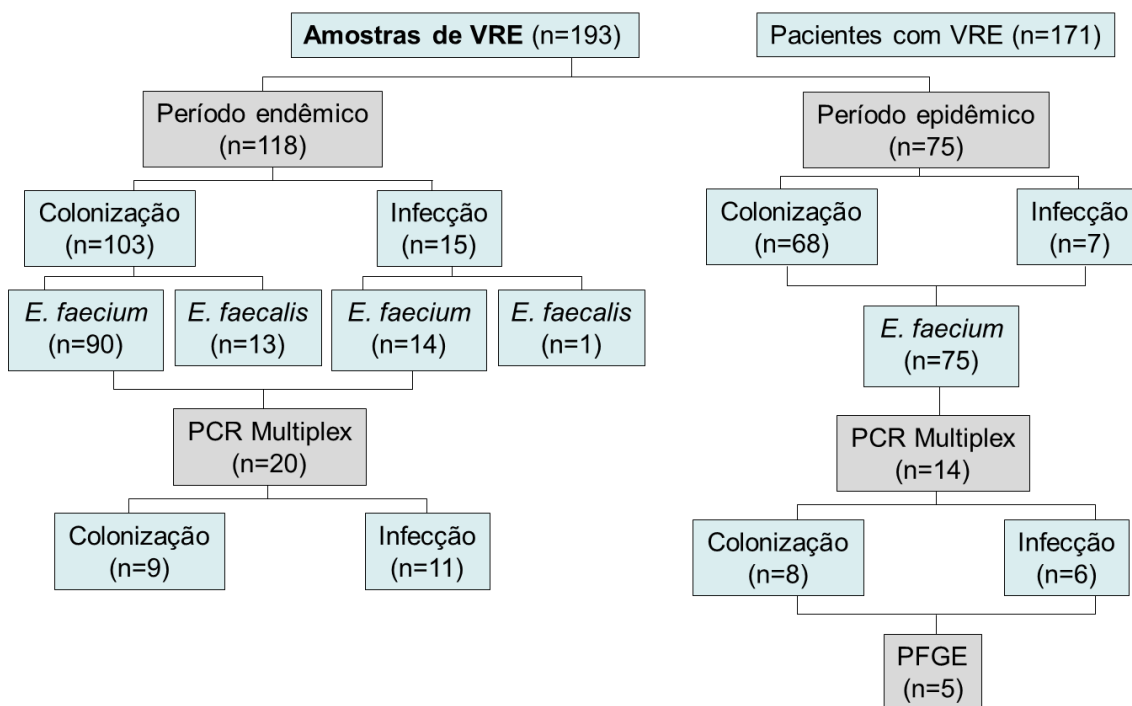 Amostras de VRE (n=193)
Pacientes com VRE (n=171)
Período endêmico
(n=118)
Período epidêmico
(n=75)
Colonização
(n=103)
Infecção
(n=15)
Colonização
(n=68)
Infecção
(n=7)
E. faecium
(n=90)
E. faecalis
(n=13)
E. faecium
(n=14)
E. faecalis
(n=1)
E. faecium
(n=75)
PCR Multiplex
(n=20)
PCR Multiplex
(n=14)
Colonização
(n=9)
Infecção
(n=11)
Colonização
(n=8)
Infecção
(n=6)
PFGE
(n=5)